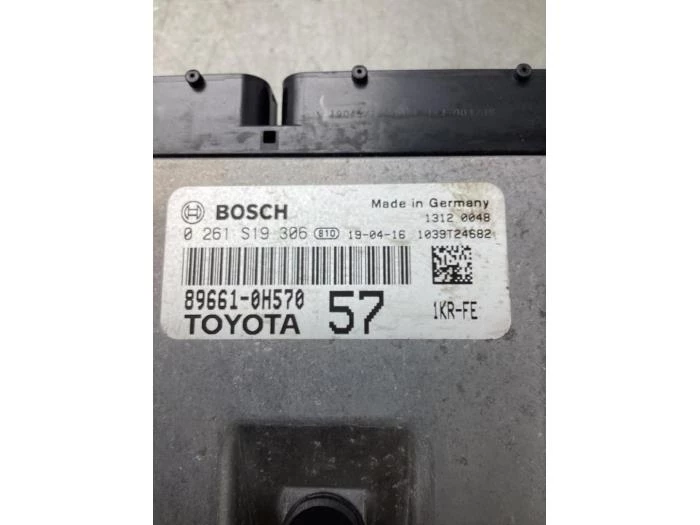 BOSCH
Made in Germany
1312 0048
0 261 S19 306 810 19-04-16 1039T24682
89661-0H570
TOYOTA 57 1KR-FE